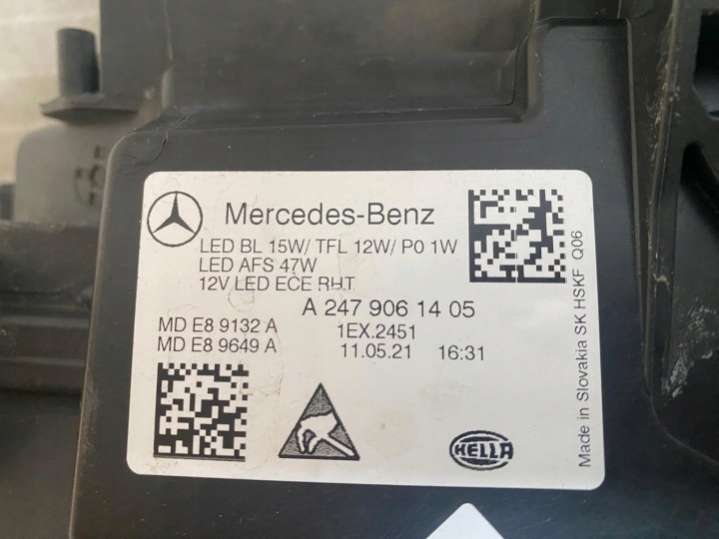 Mercedes-Benz
LED BL 15W/ TFL 12W/ P0 1W
LED AFS 47W
12V LED ECE RHT
A 247 906 14 05
MD E8 9132 A
1EX.2451
MD E8 9649 A
11.05.21 16:31
HELLA
Made in Slovakia SK HSKF Q06